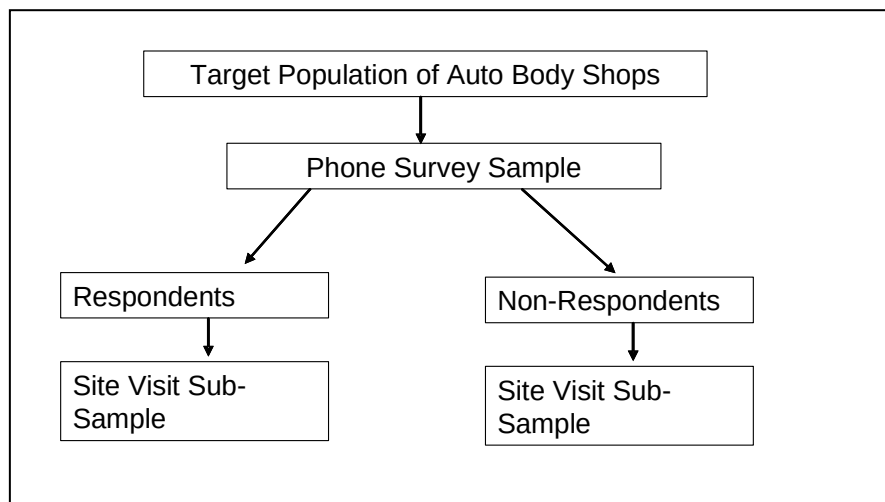 Target Population of Auto Body Shops
Phone Survey Sample
Respondents
Non-Respondents
Site Visit Sub-
Sample
Site Visit Sub-
Sample